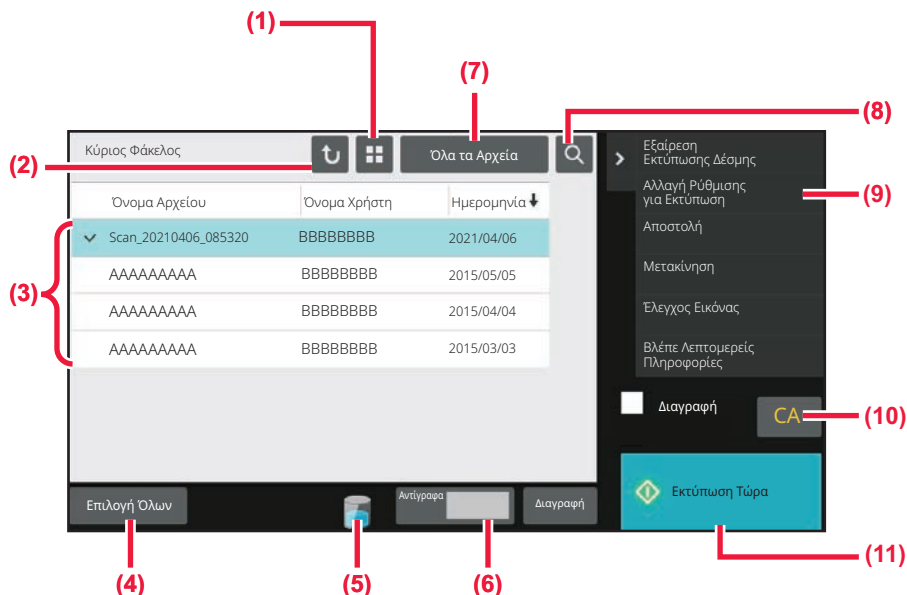 (1)
(7)
(8)
(2)
Κύριος Φάκελος
Όλα τα Αρχεία
Όνομα Αρχείου Όνομα Χρήστη Ημερομηνία
(3)
Scan_20210406_085320 BBBBBBBB 2021/04/06
AAAAAAAAA BBBBBBBB 2015/05/05
AAAAAAAAA BBBBBBBB 2015/04/04
AAAAAAAAA BBBBBBBB 2015/03/03
Εξαίρεση
Εκτύπωσης Δέσμης
Αλλαγή Ρύθμισης
για Εκτύπωση
(9)
Αποστολή
Μετακίνηση
Έλεγχος Εικόνας
Βλέπε Λεπτομερείς
Πληροφορίες
Διαγραφή
CA
(10)
Επιλογή Όλων
Αντίγραφα
Διαγραφή
Εκτύπωση Τώρα
(4)
(5)
(6)
(11)